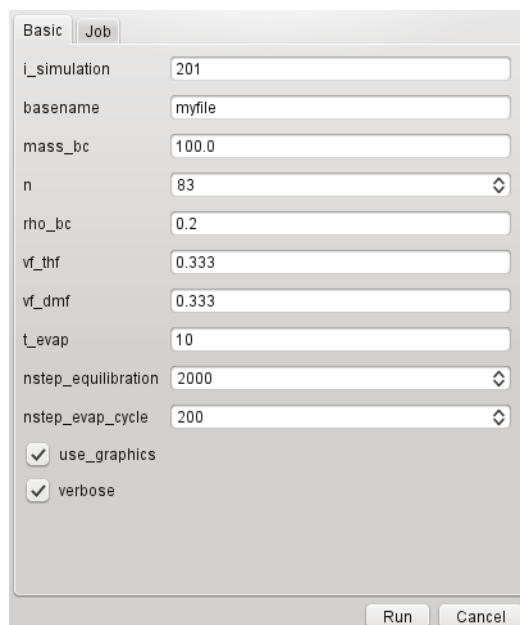 Basic Job
i_simulation 201
basename myfile
mass_bc 100.0
n 83
rho_bc 0.2
vf_thf 0.333
vf_dmf 0.333
t_evap 10
nstep_equilibration 2000
nstep_evap_cycle 200
use_graphics
verbose
Run Cancel